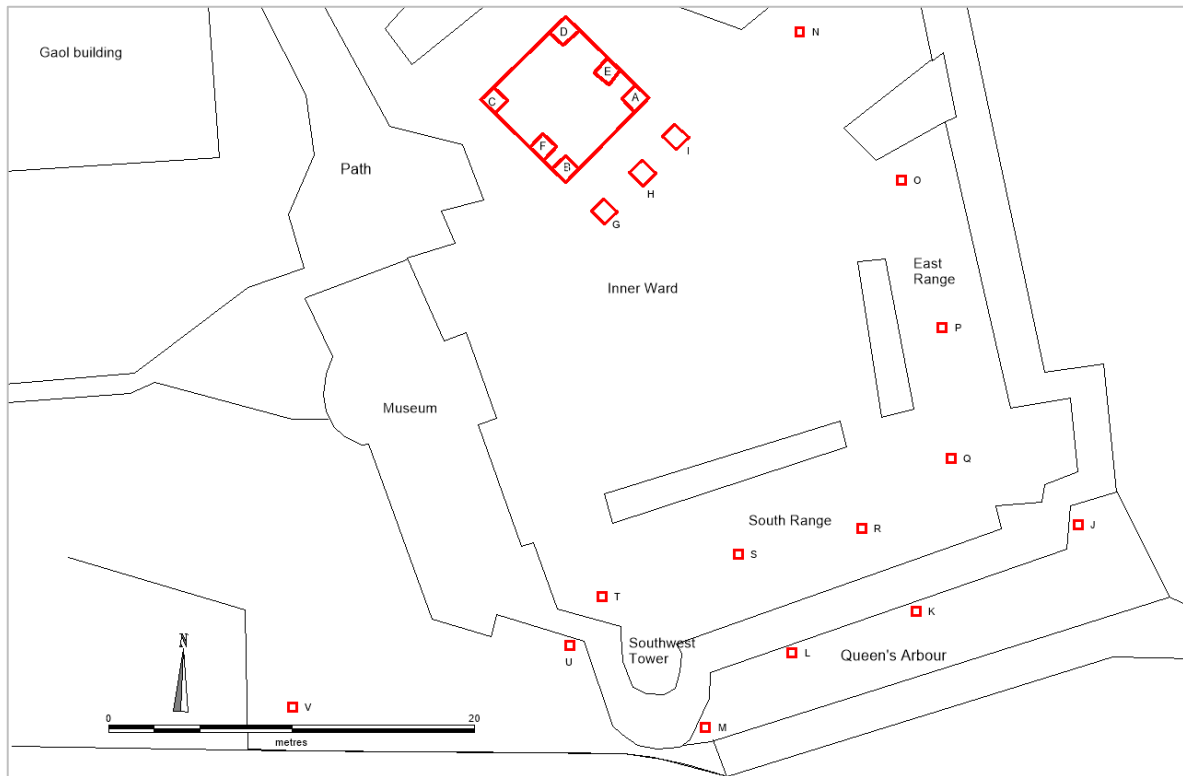 N
D
Gaol building
E
A
C
I
F
B
Path
H
O
G
East
Range
Inner Ward
P
Museum
Q
South Range
R
J
S
T
K
Southwest
Tower
U
L
Queen's Arbour
N
V
0
20
M
metres